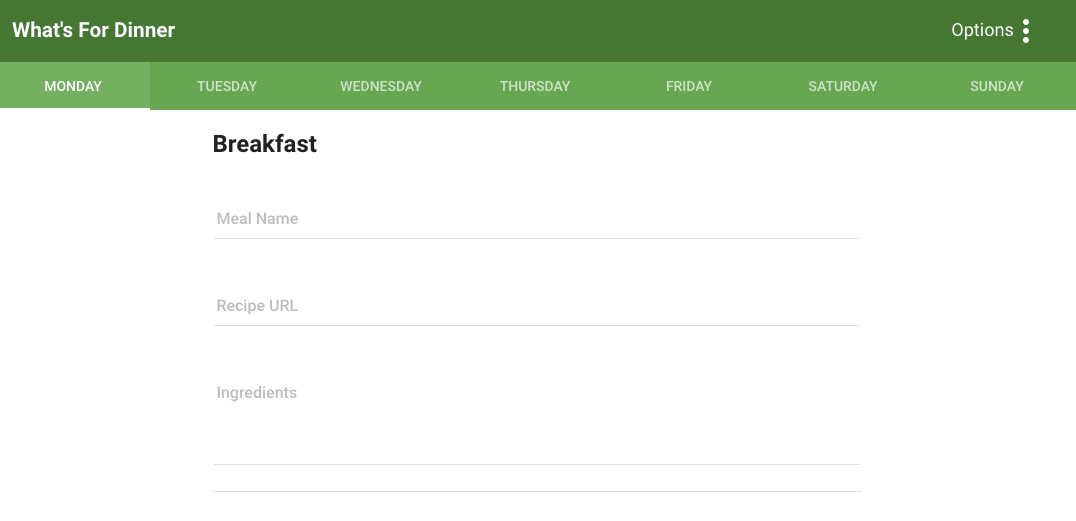 What's For Dinner Options
MONDAY TUESDAY WEDNESDAY THURSDAY FRIDAY SATURDAY SUNDAY
Breakfast
Meal Name
Recipe URL
Ingredients